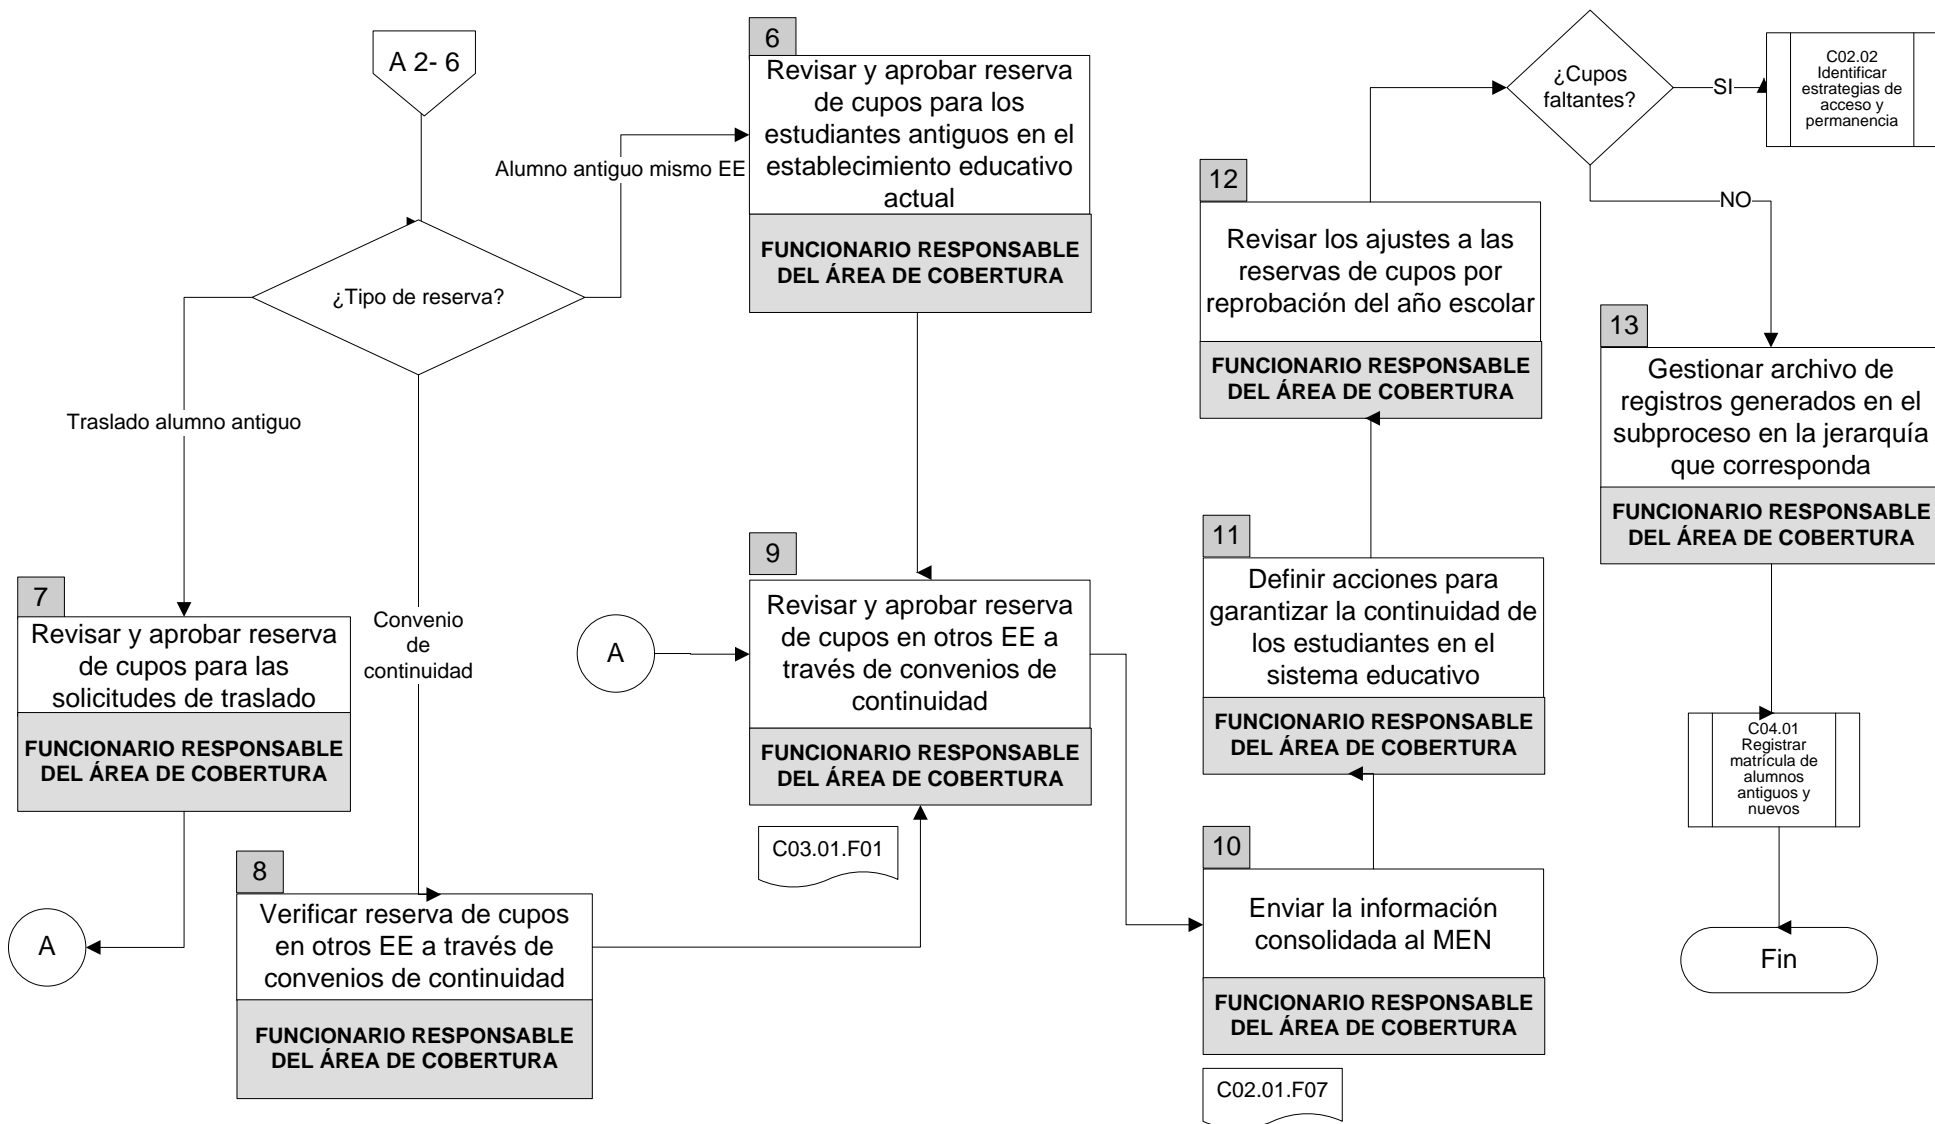 A 2- 6
¿Tipo de reserva?
Alumno antiguo mismo EE
Traslado alumno antiguo
Convenio
de
continuidad
6
Revisar y aprobar reserva
de cupos para los
estudiantes antiguos en el
establecimiento educativo
actual
FUNCIONARIO RESPONSABLE
DEL ÁREA DE COBERTURA
7
Revisar y aprobar reserva
de cupos para las
solicitudes de traslado
FUNCIONARIO RESPONSABLE
DEL ÁREA DE COBERTURA
A
8
Verificar reserva de cupos
en otros EE a través de
convenios de continuidad
FUNCIONARIO RESPONSABLE
DEL ÁREA DE COBERTURA
A
9
Revisar y aprobar reserva
de cupos en otros EE a
través de convenios de
continuidad
FUNCIONARIO RESPONSABLE
DEL ÁREA DE COBERTURA
C03.01.F01
10
Enviar la información
consolidada al MEN
FUNCIONARIO RESPONSABLE
DEL ÁREA DE COBERTURA
C02.01.F07
11
Definir acciones para
garantizar la continuidad de
los estudiantes en el
sistema educativo
FUNCIONARIO RESPONSABLE
DEL ÁREA DE COBERTURA
12
Revisar los ajustes a las
reservas de cupos por
reprobación del año escolar
FUNCIONARIO RESPONSABLE
DEL ÁREA DE COBERTURA
¿Cupos
faltantes?
SI
C02.02
Identificar
estrategias de
acceso y
permanencia
NO
13
Gestionar archivo de
registros generados en el
subproceso en la jerarquía
que corresponda
FUNCIONARIO RESPONSABLE
DEL ÁREA DE COBERTURA
C04.01
Registrar
matrícula de
alumnos
antiguos y
nuevos
Fin